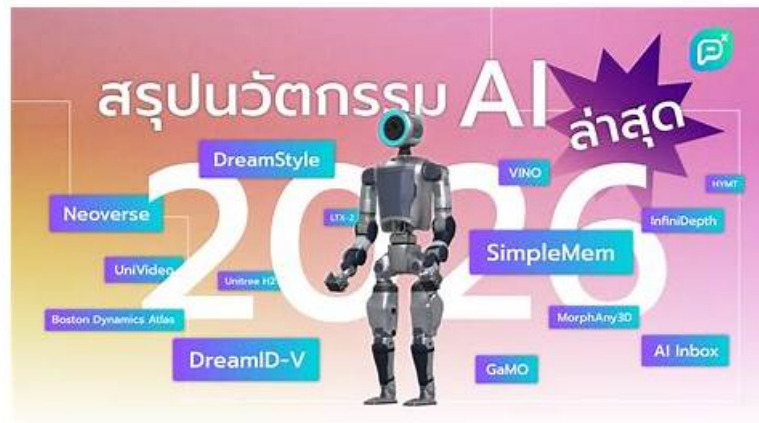 สรุปนวัตกรรม AI
ล่าสุด
2026
DreamStyle
VINO
HYMT
Neoverse
LTX-2
InfiniDepth
SimpleMem
UniVideo
Unitree H2
Boston Dynamics Atlas
MorphAny3D
DreamID-V
GaMO
AI Inbox